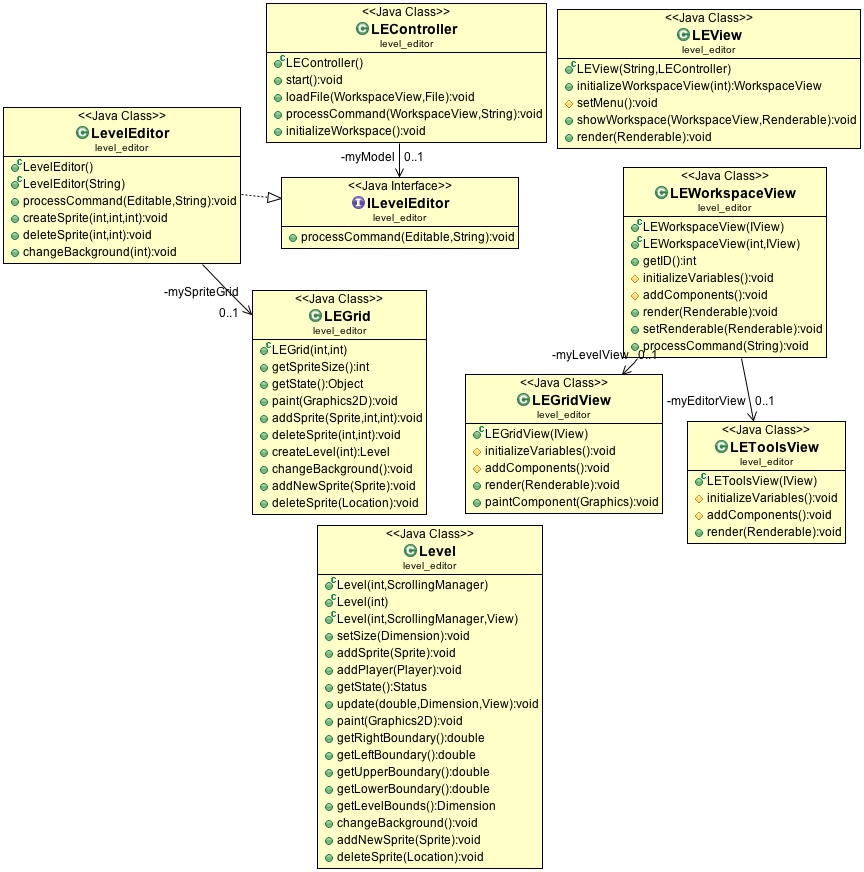 <<Java Class>>
LEController
level_editor
LEController()
start():void
loadFile(WorkspaceView,File):void
processCommand(WorkspaceView,String):void
initializeWorkspace():void
<<Java Class>>
LEView
level_editor
LEView(String,LEController)
initializeWorkspaceView(int):WorkspaceView
setMenu():void
showWorkspace(WorkspaceView,Renderable):void
render(Renderable):void
<<Java Class>>
LevelEditor
level_editor
LevelEditor()
LevelEditor(String)
processCommand(Editable,String):void
createSprite(int,int,int):void
deleteSprite(int,int):void
changeBackground(int):void
-myModel 0..1
<<Java Interface>>
ILevelEditor
level_editor
processCommand(Editable,String):void
<<Java Class>>
LEWorkspaceView
level_editor
LEWorkspaceView(IView)
LEWorkspaceView(int,IView)
getID():int
initializeVariables():void
addComponents():void
render(Renderable):void
setRenderable(Renderable):void
processCommand(String):void
-mySpriteGrid
0..1
<<Java Class>>
LEGrid
level_editor
LEGrid(int,int)
getSpriteSize():int
getState():Object
paint(Graphics2D):void
addSprite(Sprite,int,int):void
deleteSprite(int,int):void
createLevel(int):Level
changeBackground():void
addNewSprite(Sprite):void
deleteSprite(Location):void
-myLevelView 0..1
<<Java Class>>
LEGridView
level_editor
LEGridView(IView)
initializeVariables():void
addComponents():void
render(Renderable):void
paintComponent(Graphics):void
-myEditorView 0..1
<<Java Class>>
LEToolsView
level_editor
LEToolsView(IView)
initializeVariables():void
addComponents():void
render(Renderable):void
<<Java Class>>
Level
level_editor
Level(int,ScrollingManager)
Level(int)
Level(int,ScrollingManager,View)
setSize(Dimension):void
addSprite(Sprite):void
addPlayer(Player):void
getState():Status
update(double,Dimension,View):void
paint(Graphics2D):void
getRightBoundary():double
getLeftBoundary():double
getUpperBoundary():double
getLowerBoundary():double
getLevelBounds():Dimension
changeBackground():void
addNewSprite(Sprite):void
deleteSprite(Location):void